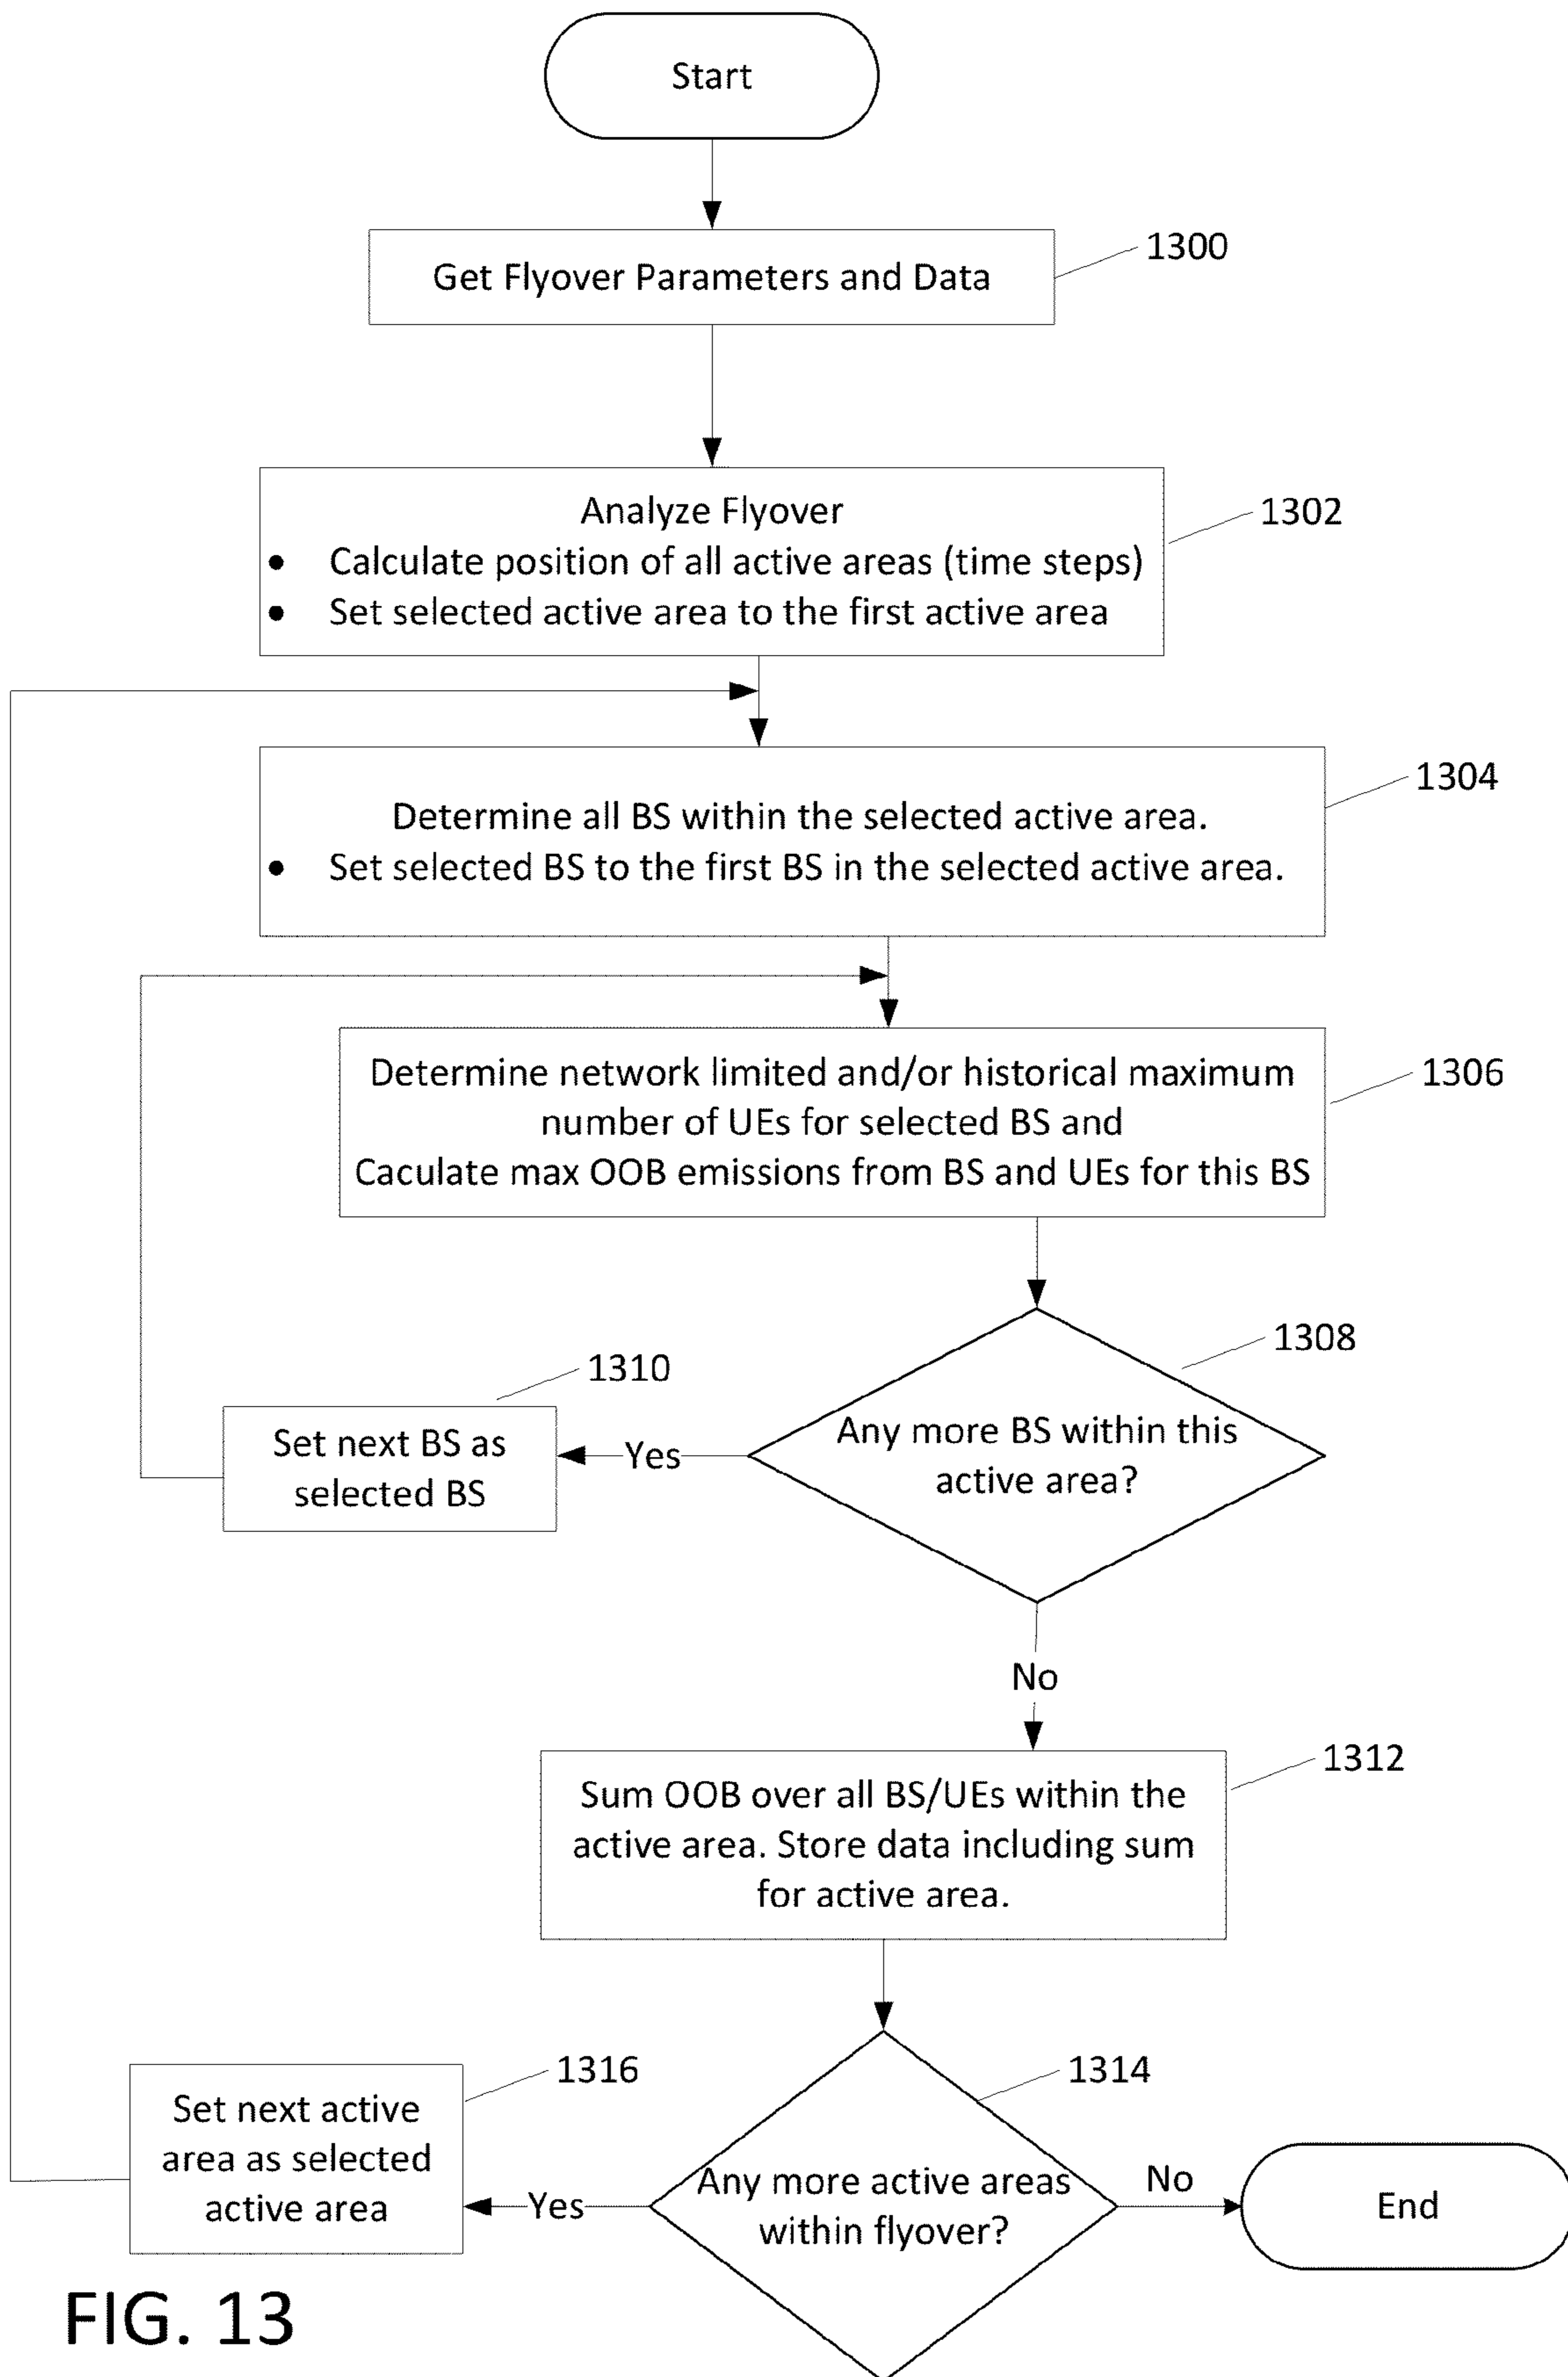 Start
1300
Get Flyover Parameters and Data
1302
Analyze Flyover
• Calculate position of all active areas (time steps)
• Set selected active area to the first active area
1304
Determine all BS within the selected active area.
• Set selected BS to the first BS in the selected active area.
1306
Determine network limited and/or historical maximum
number of UEs for selected BS and
Caculate max OOB emissions from BS and UEs for this BS
1308
Any more BS within this
active area?
Yes
1310
Set next BS as
selected BS
No
1312
Sum OOB over all BS/UEs within the
active area. Store data including sum
for active area.
1314
Any more active areas
within flyover?
Yes
1316
Set next active
area as selected
active area
No
End
FIG. 13